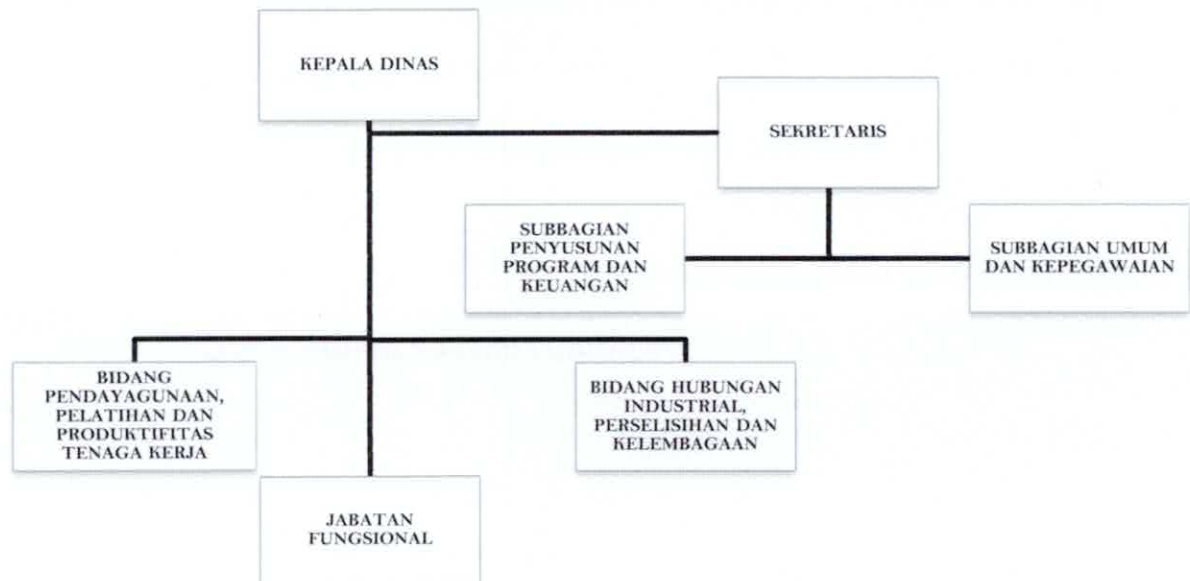 KEPALA DINAS
SEKRETARIS
SUBBAGIAN
PENYUSUNAN
PROGRAM DAN
KEUANGAN
SUBBAGIAN UMUM
DAN KEPEGAWAIAN
BIDANG
PENDAYAGUNAAN,
PELATIHAN DAN
PRODUKTIFITAS
TENAGA KERJA
BIDANG HUBUNGAN
INDUSTRIAL,
PERSELISIHAN DAN
KELEMBAGAAN
JABATAN
FUNGSIONAL